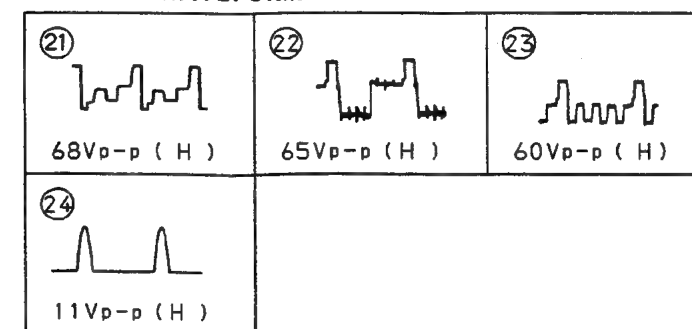 21 22 23
68Vp-p ( H ) 65Vp-p ( H ) 60Vp-p ( H )
24
11Vp-p ( H )